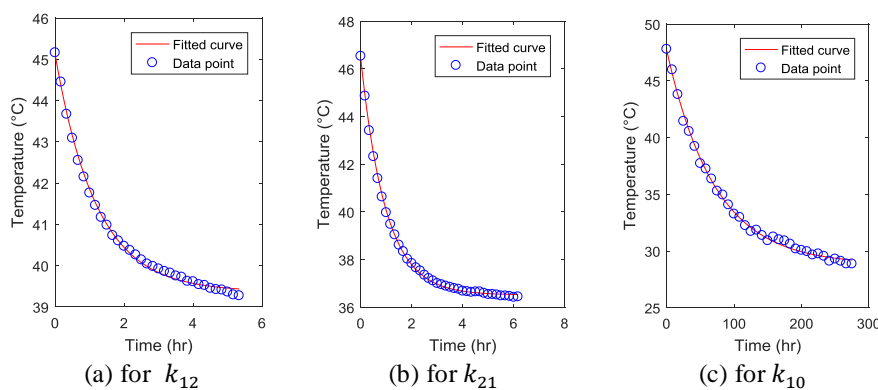 46
45
44
43
42
41
40
39
0 2 4 6
Temperature (°C)
Time (hr)
Fitted curve
Data point
(a) for k₁₂
48
46
44
42
40
38
36
0 2 4 6 8
Temperature (°C)
Time (hr)
Fitted curve
Data point
(b) for k₂₁
50
45
40
35
30
25
0 100 200 300
Temperature (°C)
Time (hr)
Fitted curve
Data point
(c) for k₁₀